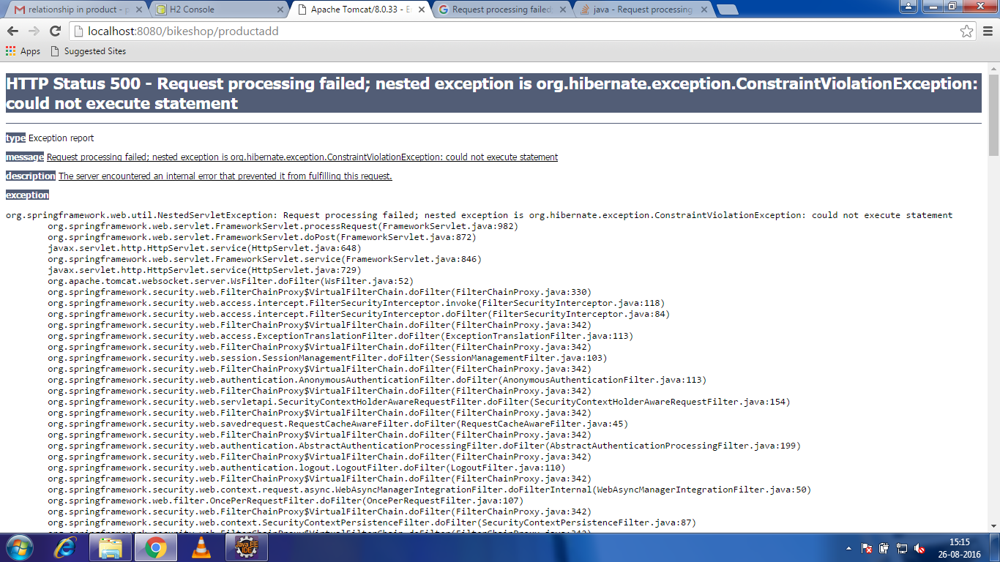 relationship in product - p
H2 Console
Apache Tomcat/8.0.33 - E
Request processing failed
java - Request processing
localhost:8080/bikeshop/productadd
Apps
Suggested Sites
HTTP Status 500 - Request processing failed; nested exception is org.hibernate.exception.ConstraintViolationException:
could not execute statement
type Exception report
message Request processing failed; nested exception is org.hibernate.exception.ConstraintViolationException: could not execute statement
description The server encountered an internal error that prevented it from fulfilling this request.
exception
org.springframework.web.util.NestedServletException: Request processing failed; nested exception is org.hibernate.exception.ConstraintViolationException: could not execute statement
org.springframework.web.servlet.FrameworkServlet.processRequest(FrameworkServlet.java:982)
org.springframework.web.servlet.FrameworkServlet.doPost(FrameworkServlet.java:872)
javax.servlet.http.HttpServlet.service(HttpServlet.java:648)
org.springframework.web.servlet.FrameworkServlet.service(FrameworkServlet.java:846)
javax.servlet.http.HttpServlet.service(HttpServlet.java:729)
org.apache.tomcat.websocket.server.WsFilter.doFilter(WsFilter.java:52)
org.springframework.security.web.FilterChainProxy$VirtualFilterChain.doFilter(FilterChainProxy.java:330)
org.springframework.security.web.access.intercept.FilterSecurityInterceptor.invoke(FilterSecurityInterceptor.java:118)
org.springframework.security.web.access.intercept.FilterSecurityInterceptor.doFilter(FilterSecurityInterceptor.java:84)
org.springframework.security.web.FilterChainProxy$VirtualFilterChain.doFilter(FilterChainProxy.java:342)
org.springframework.security.web.access.ExceptionTranslationFilter.doFilter(ExceptionTranslationFilter.java:113)
org.springframework.security.web.FilterChainProxy$VirtualFilterChain.doFilter(FilterChainProxy.java:342)
org.springframework.security.web.session.SessionManagementFilter.doFilter(SessionManagementFilter.java:103)
org.springframework.security.web.FilterChainProxy$VirtualFilterChain.doFilter(FilterChainProxy.java:342)
org.springframework.security.web.authentication.AnonymousAuthenticationFilter.doFilter(AnonymousAuthenticationFilter.java:113)
org.springframework.security.web.FilterChainProxy$VirtualFilterChain.doFilter(FilterChainProxy.java:342)
org.springframework.security.web.servletapi.SecurityContextHolderAwareRequestFilter.doFilter(SecurityContextHolderAwareRequestFilter.java:154)
org.springframework.security.web.FilterChainProxy$VirtualFilterChain.doFilter(FilterChainProxy.java:342)
org.springframework.security.web.savedrequest.RequestCacheAwareFilter.doFilter(RequestCacheAwareFilter.java:45)
org.springframework.security.web.FilterChainProxy$VirtualFilterChain.doFilter(FilterChainProxy.java:342)
org.springframework.security.web.authentication.AbstractAuthenticationProcessingFilter.doFilter(AbstractAuthenticationProcessingFilter.java:199)
org.springframework.security.web.FilterChainProxy$VirtualFilterChain.doFilter(FilterChainProxy.java:342)
org.springframework.security.web.authentication.logout.LogoutFilter.doFilter(LogoutFilter.java:110)
org.springframework.security.web.FilterChainProxy$VirtualFilterChain.doFilter(FilterChainProxy.java:342)
org.springframework.security.web.context.request.async.WebAsyncManagerIntegrationFilter.doFilterInternal(WebAsyncManagerIntegrationFilter.java:50)
org.springframework.web.filter.OncePerRequestFilter.doFilter(OncePerRequestFilter.java:107)
org.springframework.security.web.FilterChainProxy$VirtualFilterChain.doFilter(FilterChainProxy.java:342)
org.springframework.security.web.context.SecurityContextPersistenceFilter.doFilter(SecurityContextPersistenceFilter.java:87)
org.springframework.security.web.FilterChainProxy$VirtualFilterChain.doFilter(FilterChainProxy.java:342)
Java EE
IDE
15:15
26-08-2016